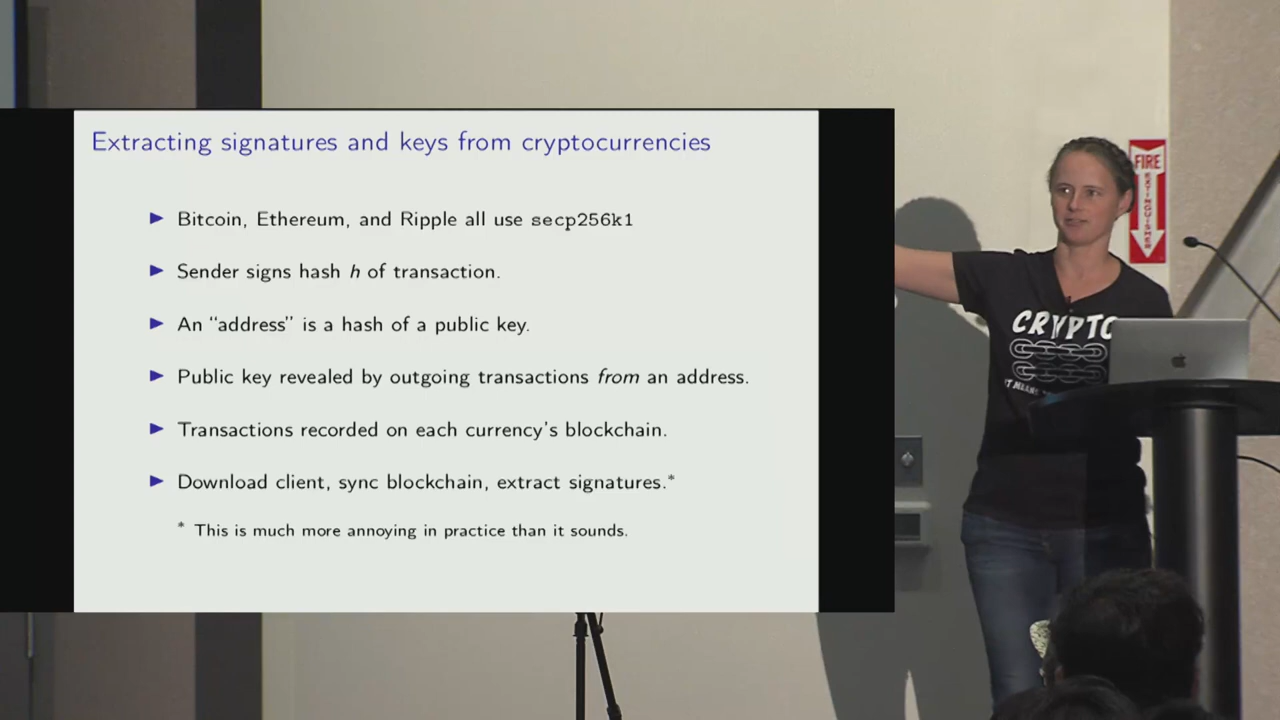 Extracting signatures and keys from cryptocurrencies
► Bitcoin, Ethereum, and Ripple all use secp256k1
► Sender signs hash h of transaction.
► An “address” is a hash of a public key.
► Public key revealed by outgoing transactions from an address.
► Transactions recorded on each currency’s blockchain.
► Download client, sync blockchain, extract signatures.*
* This is much more annoying in practice than it sounds.
FIRE
EXTINGUISHER
CRYPTO